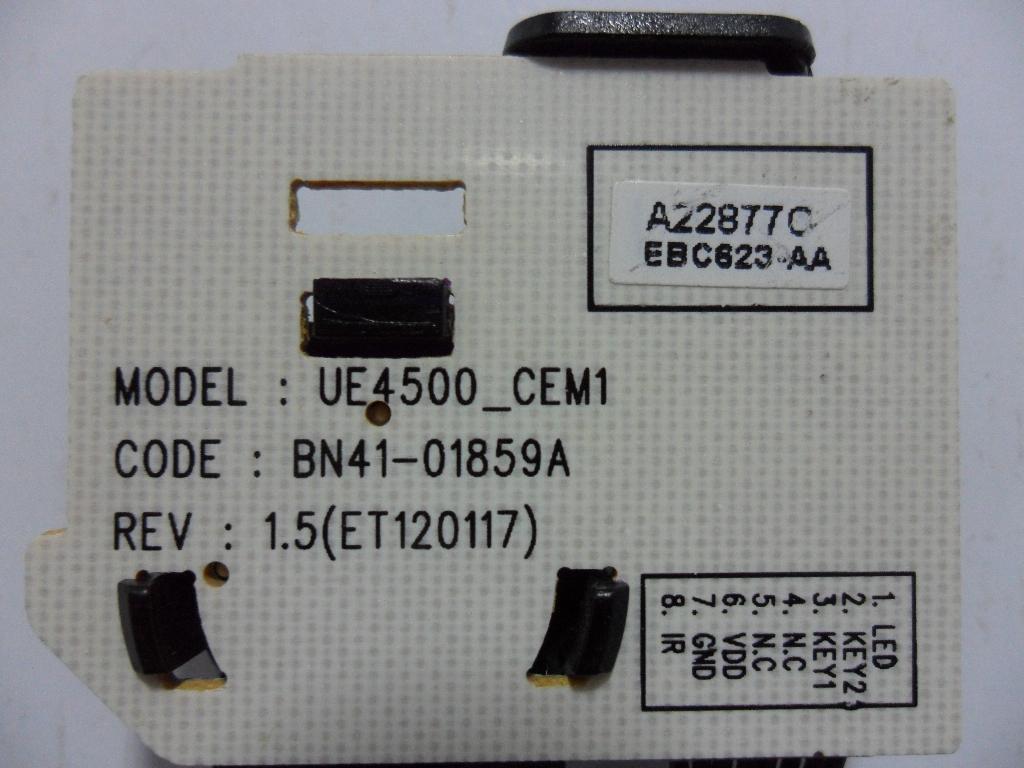 A22877C
EBC623-AA
MODEL : UE4500_CEM1
CODE : BN41-01859A
REV : 1.5(ET120117)
1. LED
2. KEY2
3. KEY1
4. N.C
5. N.C
6. VDD
7. GND
8. IR